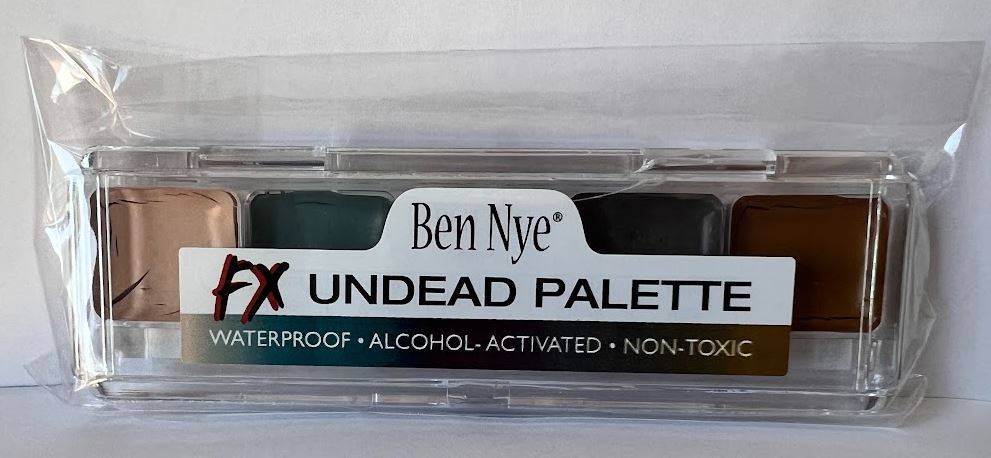 Ben Nye®
FX UNDEAD PALETTE
WATERPROOF • ALCOHOL-ACTIVATED • NON-TOXIC